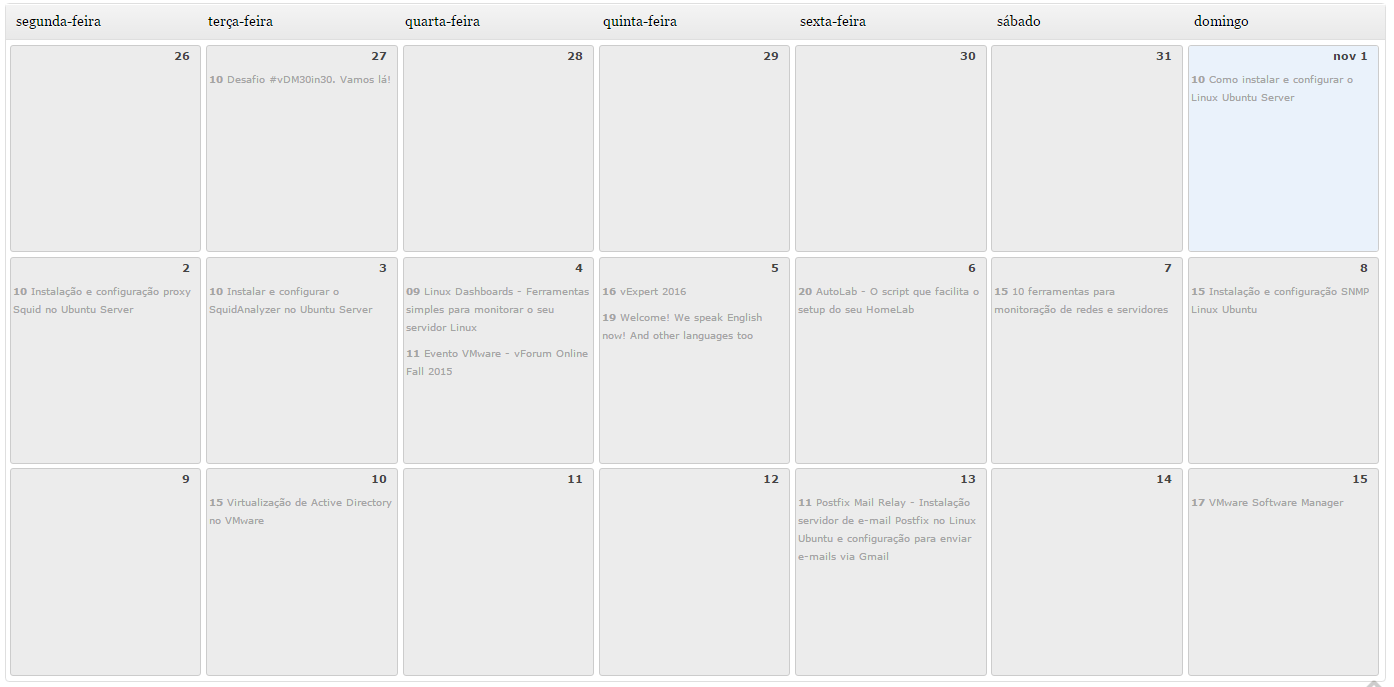 segunda-feira
terça-feira
quarta-feira
quinta-feira
sexta-feira
sábado
domingo
26
27
10 Desafio #vDM30in30. Vamos lá!
28
29
30
31
nov 1
10 Como instalar e configurar o
Linux Ubuntu Server
2
10 Instalação e configuração proxy
Squid no Ubuntu Server
3
10 Instalar e configurar o
SquidAnalyzer no Ubuntu Server
4
09 Linux Dashboards - Ferramentas
simples para monitorar o seu
servidor Linux
11 Evento VMware - vForum Online
Fall 2015
5
16 vExpert 2016
19 Welcome! We speak English
now! And other languages too
6
20 AutoLab - O script que facilita o
setup do seu HomeLab
7
15 10 ferramentas para
monitoração de redes e servidores
8
15 Instalação e configuração SNMP
Linux Ubuntu
9
10
15 Virtualização de Active Directory
no VMware
11
12
13
11 Postfix Mail Relay - Instalação
servidor de e-mail Postfix no Linux
Ubuntu e configuração para enviar
e-mails via Gmail
14
15
17 VMware Software Manager